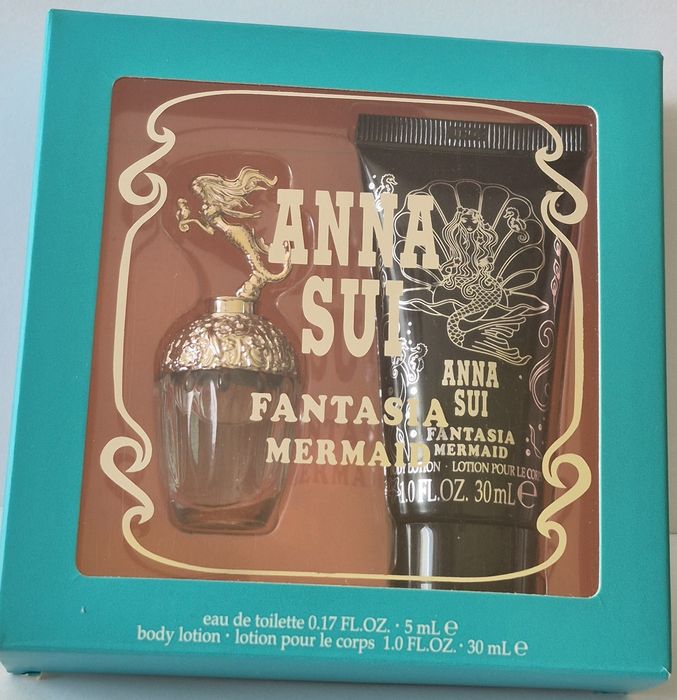 ANNA
SUI
FANTASIA
MERMAID
ANNA
SUI
FANTASIA
MERMAID
LOTION · LOTION POUR LE
1.0 FL.OZ. 30 mL e
eau de toilette 0.17 FL.OZ. · 5 mL e
body lotion · lotion pour le corps 1.0 FL.OZ. · 30 mL e